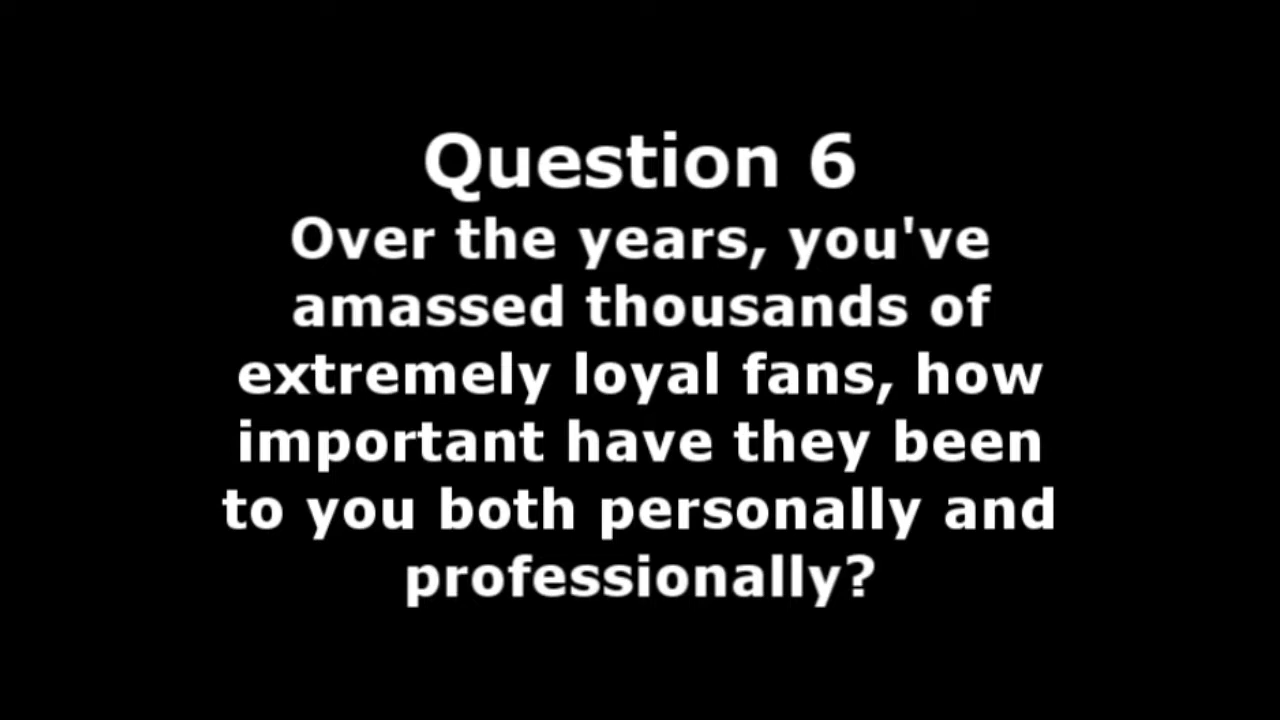 Question 6
Over the years, you've
amassed thousands of
extremely loyal fans, how
important have they been
to you both personally and
professionally?